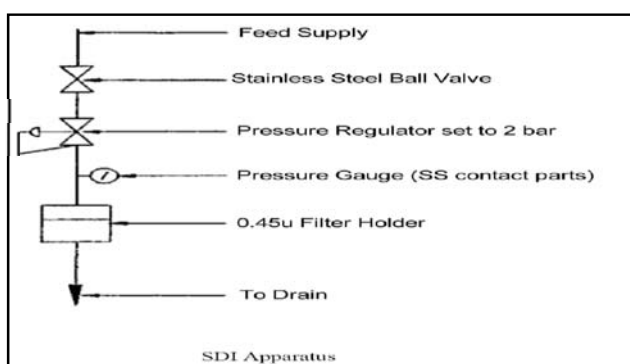 Feed Supply
Stainless Steel Ball Valve
Pressure Regulator set to 2 bar
Pressure Gauge (SS contact parts)
0.45u Filter Holder
To Drain
SDI Apparatus